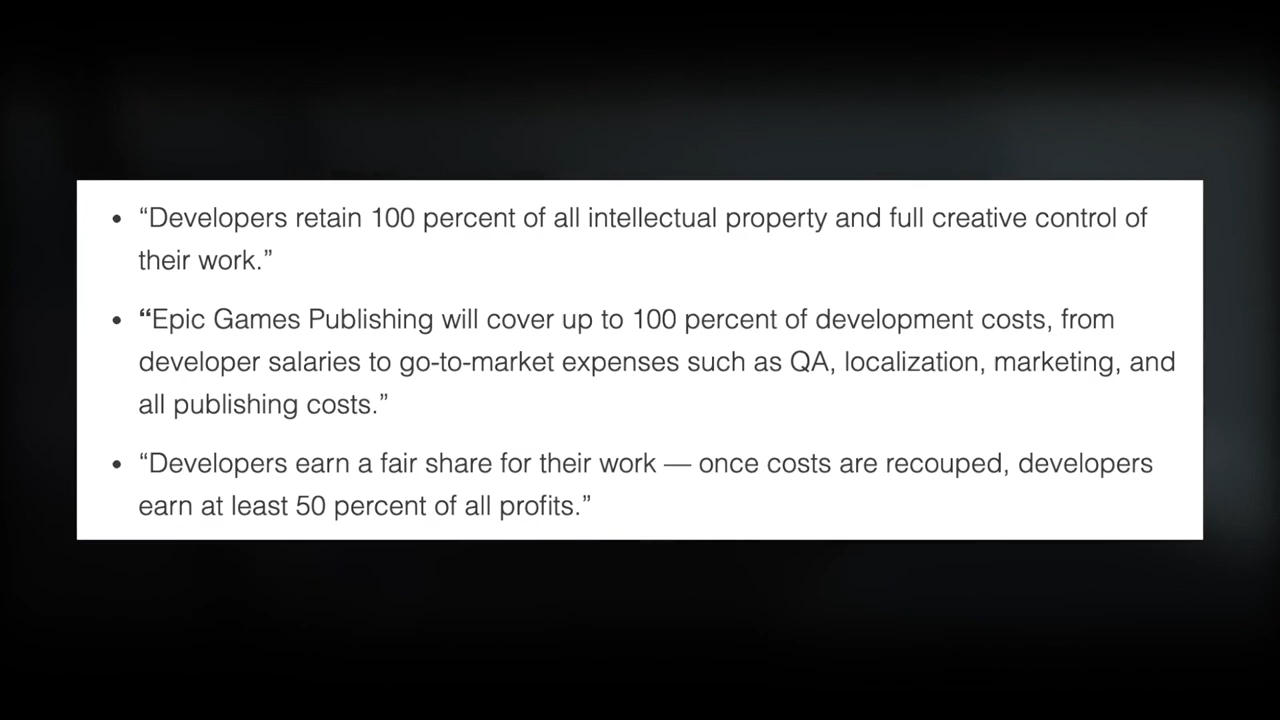 • “Developers retain 100 percent of all intellectual property and full creative control of
their work.”
• “Epic Games Publishing will cover up to 100 percent of development costs, from
developer salaries to go-to-market expenses such as QA, localization, marketing, and
all publishing costs.”
• “Developers earn a fair share for their work — once costs are recouped, developers
earn at least 50 percent of all profits.”